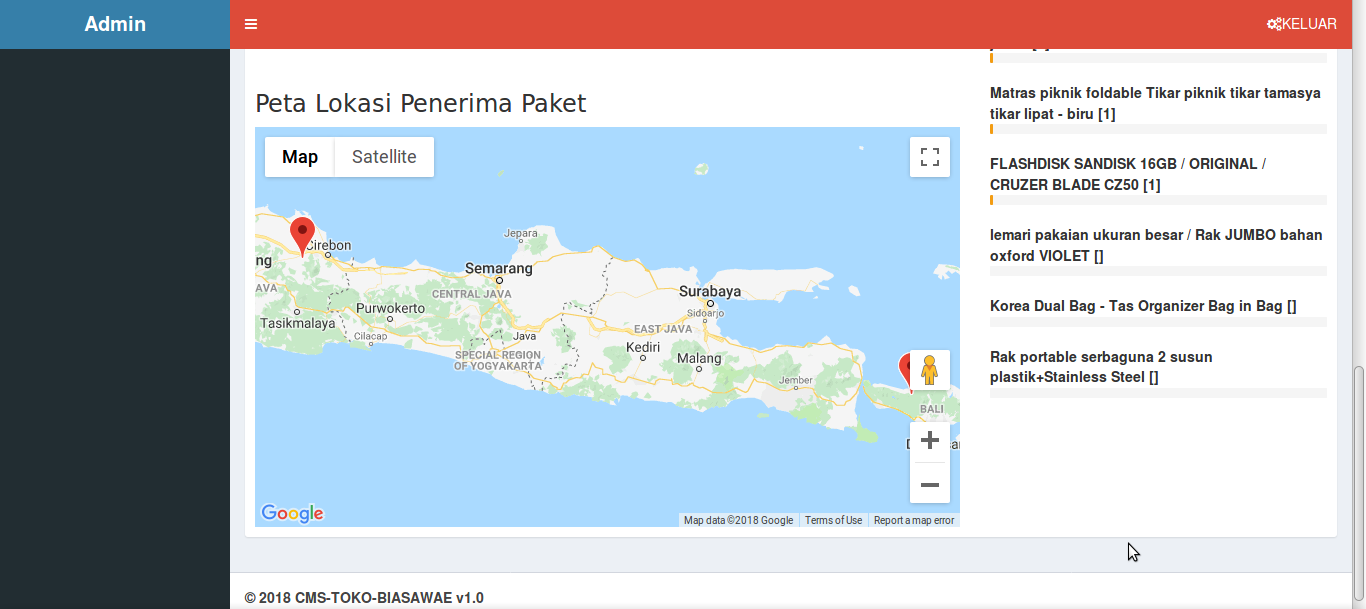 Admin
KELUAR
Peta Lokasi Penerima Paket
Map Satellite
Cirebon
Jepara
Semarang
ng
AVA
CENTRAL JAVA
Surabaya
Purwokerto
Sidoarjo
Tasikmalaya
EAST JAVA
Cilacap
Java
Kediri
SPECIAL REGION
OF YOGYAKARTA
Malang
Jember
BALI
Google
Map data ©2018 Google
Terms of Use
Report a map error
Matras piknik foldable Tikar piknik tikar tamasya
tikar lipat - biru [1]
FLASHDISK SANDISK 16GB / ORIGINAL /
CRUZER BLADE CZ50 [1]
lemari pakaian ukuran besar / Rak JUMBO bahan
oxford VIOLET []
Korea Dual Bag - Tas Organizer Bag in Bag []
Rak portable serbaguna 2 susun
plastik+Stainless Steel []
© 2018 CMS-TOKO-BIASAWAE v1.0